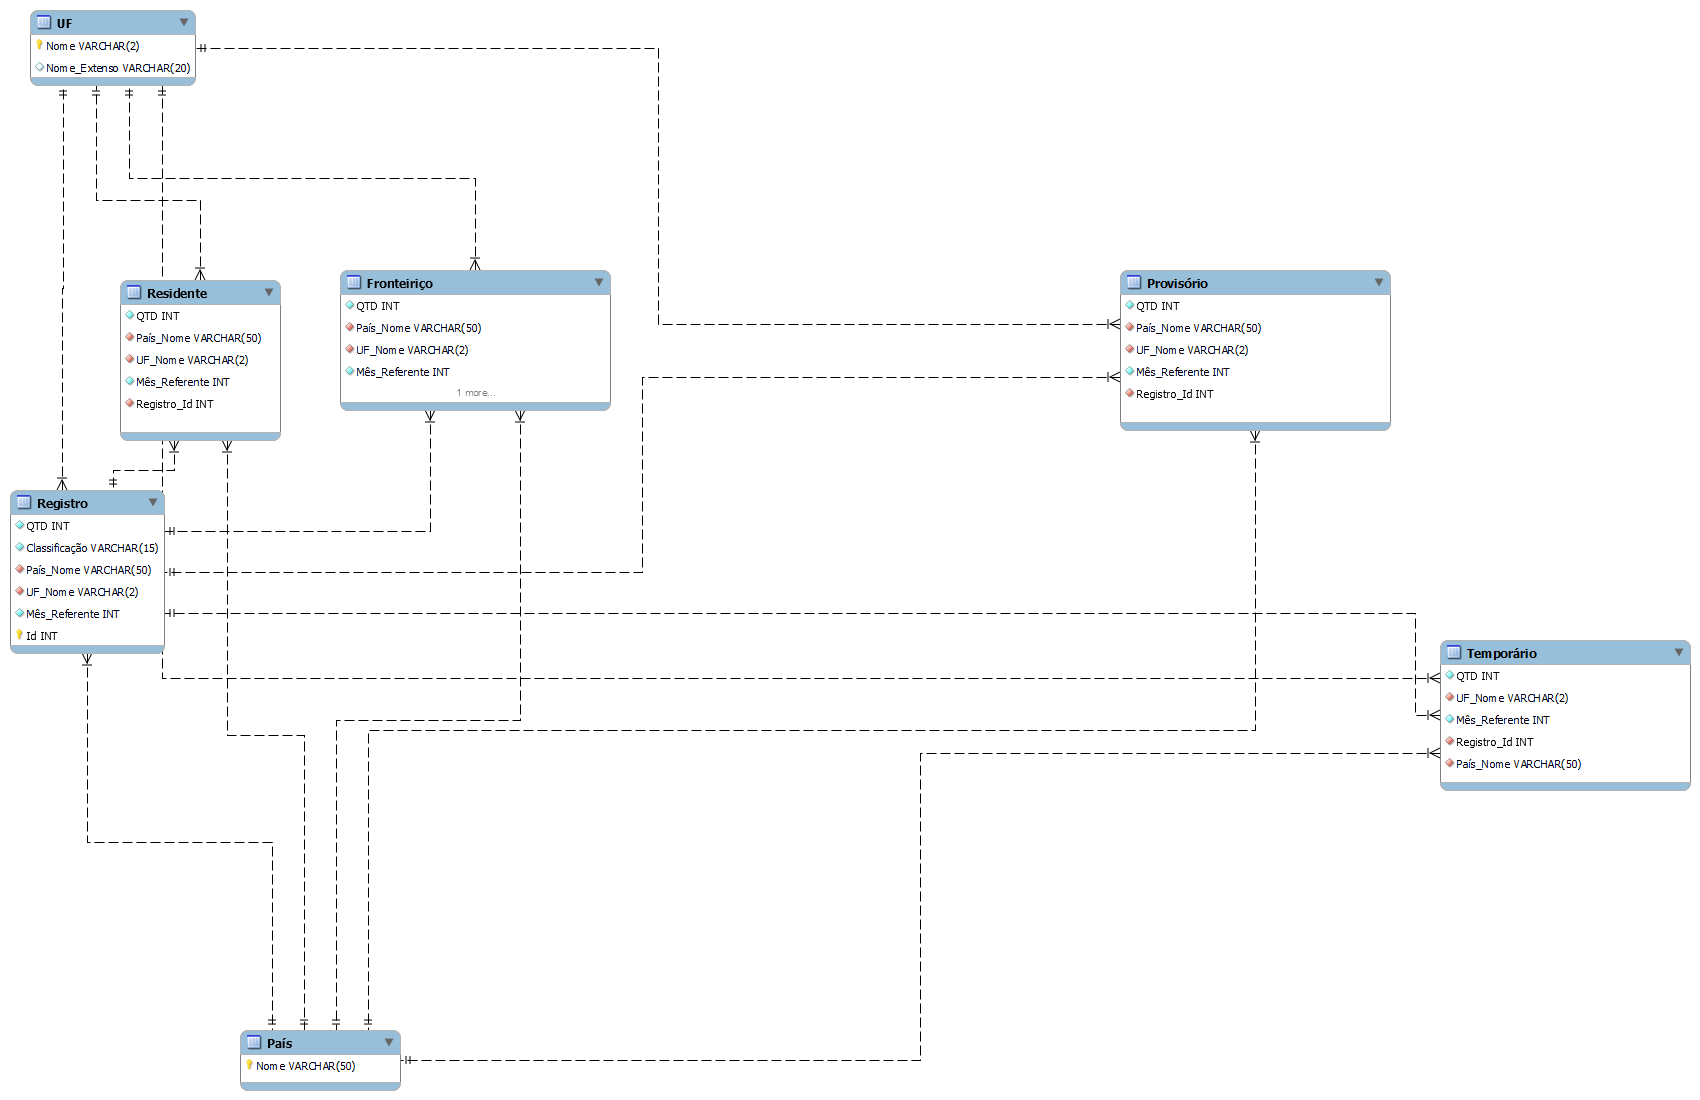 UF
Nome VARCHAR(2)
Nome_Extenso VARCHAR(20)
Residente
QTD INT
País_Nome VARCHAR(50)
UF_Nome VARCHAR(2)
Mês_Referente INT
Registro_Id INT
Fronteiriço
QTD INT
País_Nome VARCHAR(50)
UF_Nome VARCHAR(2)
Mês_Referente INT
1 more...
Provisório
QTD INT
País_Nome VARCHAR(50)
UF_Nome VARCHAR(2)
Mês_Referente INT
Registro_Id INT
Registro
QTD INT
Classificação VARCHAR(15)
País_Nome VARCHAR(50)
UF_Nome VARCHAR(2)
Mês_Referente INT
Id INT
Temporário
QTD INT
UF_Nome VARCHAR(2)
Mês_Referente INT
Registro_Id INT
País_Nome VARCHAR(50)
País
Nome VARCHAR(50)